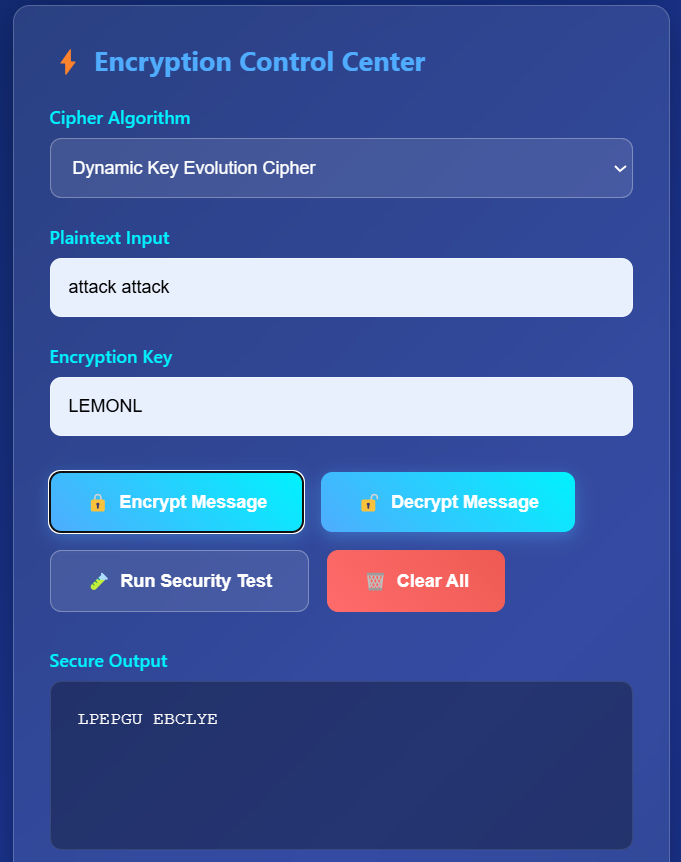 Encryption Control Center
Cipher Algorithm
Dynamic Key Evolution Cipher
Plaintext Input
attack attack
Encryption Key
LEMONL
Encrypt Message
Decrypt Message
Run Security Test
Clear All
Secure Output
LPEPGU EBCLYE